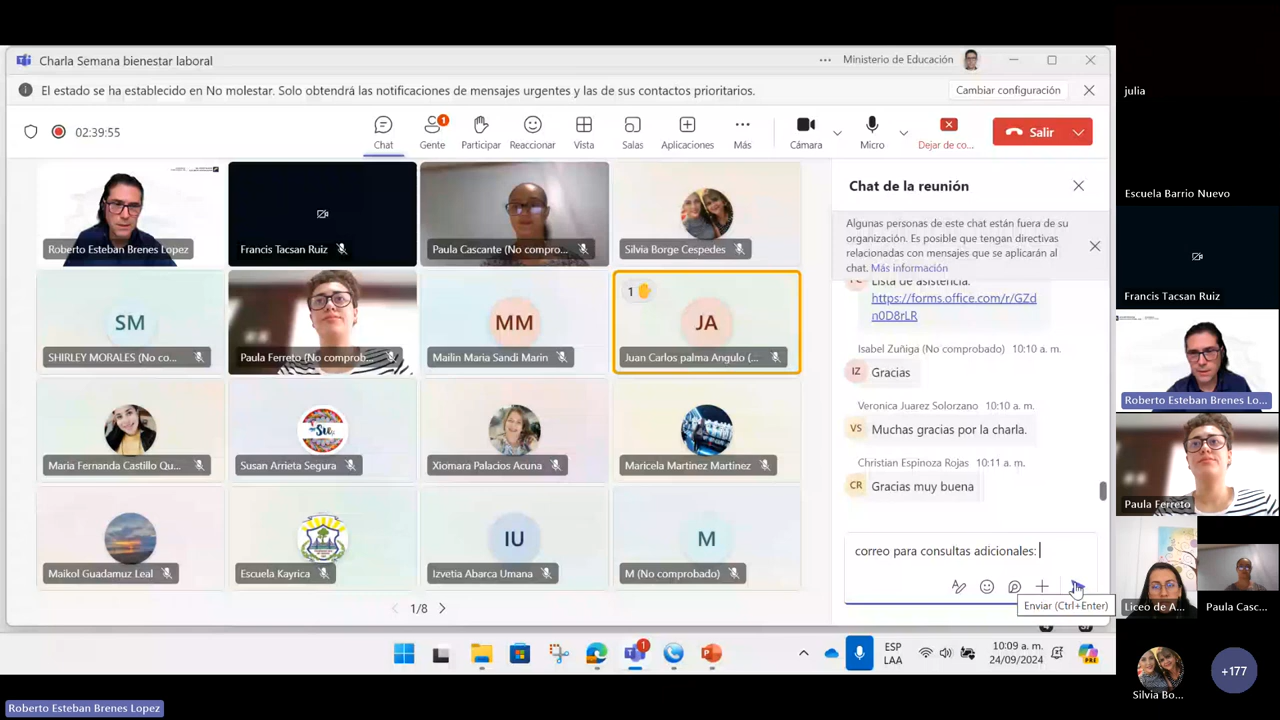 Charla Semana bienestar laboral
Ministerio de Educación
El estado se ha establecido en No molestar. Solo obtendrá las notificaciones de mensajes urgentes y las de sus contactos prioritarios.
Cambiar configuración
02:39:55
Chat
1
Gente
Participar
Reaccionar
Vista
Salas
Aplicaciones
Más
Cámara
Micro
Dejar de co...
Salir
Roberto Esteban Brenes Lopez
Francis Tacsan Ruiz
Paula Cascante (No compro...
Silvia Borge Cespedes
SM
SHIRLEY MORALES (No co...
Paula Ferreto (No comprob...
MM
Mailin Maria Sandi Marin
1
JA
Juan Carlos palma Angulo (...
Maria Fernanda Castillo Qu...
Susan Arrieta Segura
Xiomara Palacios Acuna
Maricela Martinez Martinez
Maikol Guadamuz Leal
Escuela Kayrica
IU
Izvetia Abarca Umana
M
M (No comprobado)
1/8
Chat de la reunión
Algunas personas de este chat están fuera de
su organización. Es posible que tengan directivas
relacionadas con mensajes que se aplicarán al
chat. Más información
Lista de asistencia:
https://forms.office.com/r/GZd
n0D8rLR
Isabel Zuñiga (No comprobado) 10:10 a. m.
IZ
Gracias
Veronica Juarez Solorzano 10:10 a. m.
VS
Muchas gracias por la charla.
Christian Espinoza Rojas 10:11 a. m.
CR
Gracias muy buena
correo para consultas adicionales:
Enviar (Ctrl+Enter)
1
ESP
LAA
10:09 a. m.
24/09/2024
PRE
julia
Escuela Barrio Nuevo
Francis Tacsan Ruiz
Roberto Esteban Brenes Lo...
Paula Ferreto
Liceo de A...
Paula Casc...
Silvia Bo...
+177
Roberto Esteban Brenes Lopez